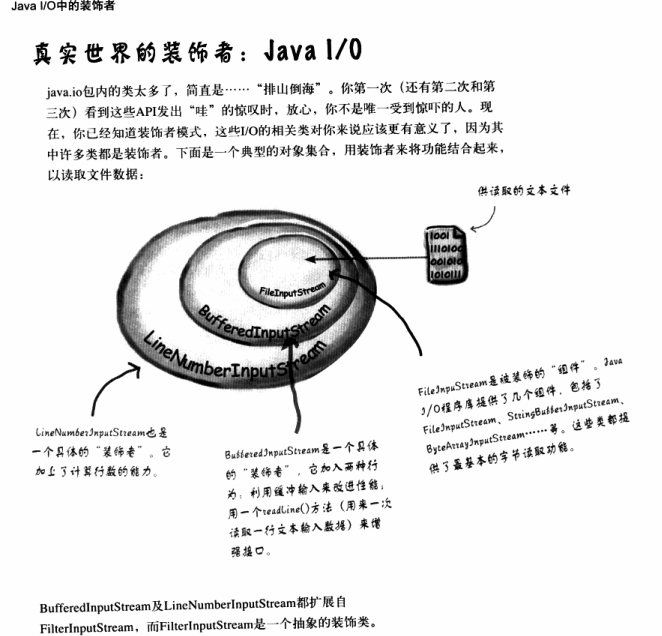 Java I/O中的装饰者
真实世界的装饰者：Java I/O
java.io包内的类太多了，简直是……“排山倒海”。你第一次（还有第二次和第
三次）看到这些API发出“哇”的惊叹时，放心，你不是唯一受到惊吓的人。现
在，你已经知道装饰者模式，这些I/O的相关类对你来说应该更有意义了，因为其
中许多类都是装饰者。下面是一个典型的对象集合，用装饰者来将功能结合起来，
以读取文件数据：
供读取的文本文件
1001
1110100
001010
1010111
FileInputStream
BufferedInputStream
LineNumberInputStream
FileInpuStream是被装饰的“组件”。Java
I/O程序库提供了几个组件，包括了
FileInputStream、StringBufferInputStream、
ByteArrayInputStream……等。这些类都提
供了最基本的字节读取功能。
LineNumberInputStream也是
一个具体的“装饰者”。它
加上了计算行数的能力。
BufferedInputStream是一个具体
的“装饰者”，它加入两种行
为：利用缓冲输入来改进性能；
用一个readLine()方法（用来一次
读取一行文本输入数据）来增
强接口。
BufferedInputStream及LineNumberInputStream都扩展自
FilterInputStream，而FilterInputStream是一个抽象的装饰类。